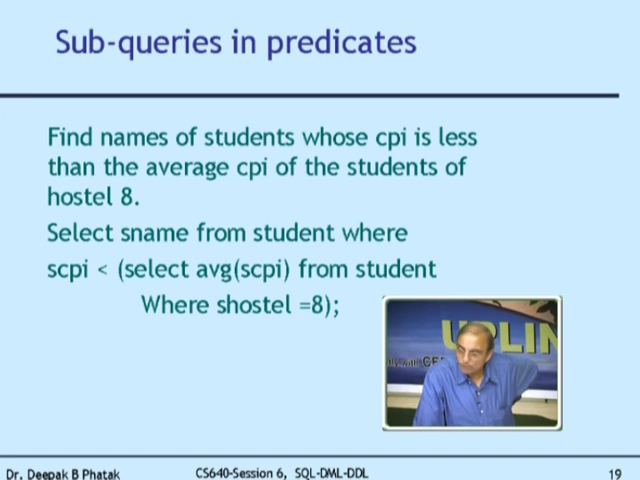 Sub-queries in predicates
Find names of students whose cpi is less
than the average cpi of the students of
hostel 8.
Select sname from student where
scpi < (select avg(scpi) from student
Where shostel =8);
UPLIN
Dr. Deepak B Phatak
CS640-Session 6, SQL-DML-DDL
19